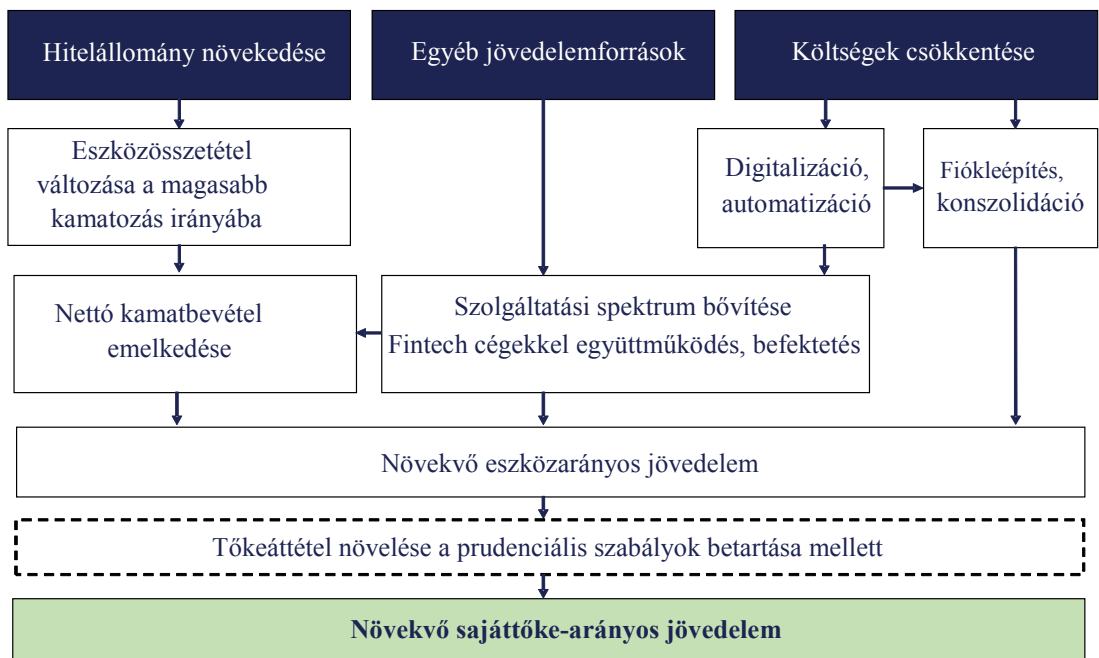 Hitelállomány növekedése
Egyéb jövedelemforrások
Költségek csökkentése
Eszközösszetétel
változása a magasabb
kamatozás irányába
Digitalizáció,
automatizáció
Fiókleépítés,
konszolidáció
Nettó kamatbevétel
emelkedése
Szolgáltatási spektrum bővítése
Fintech cégekkel együttműködés, befektetés
Növekvő eszközarányos jövedelem
Tőkeáttétel növelése a prudenciális szabályok betartása mellett
Növekvő sajáttőke-arányos jövedelem